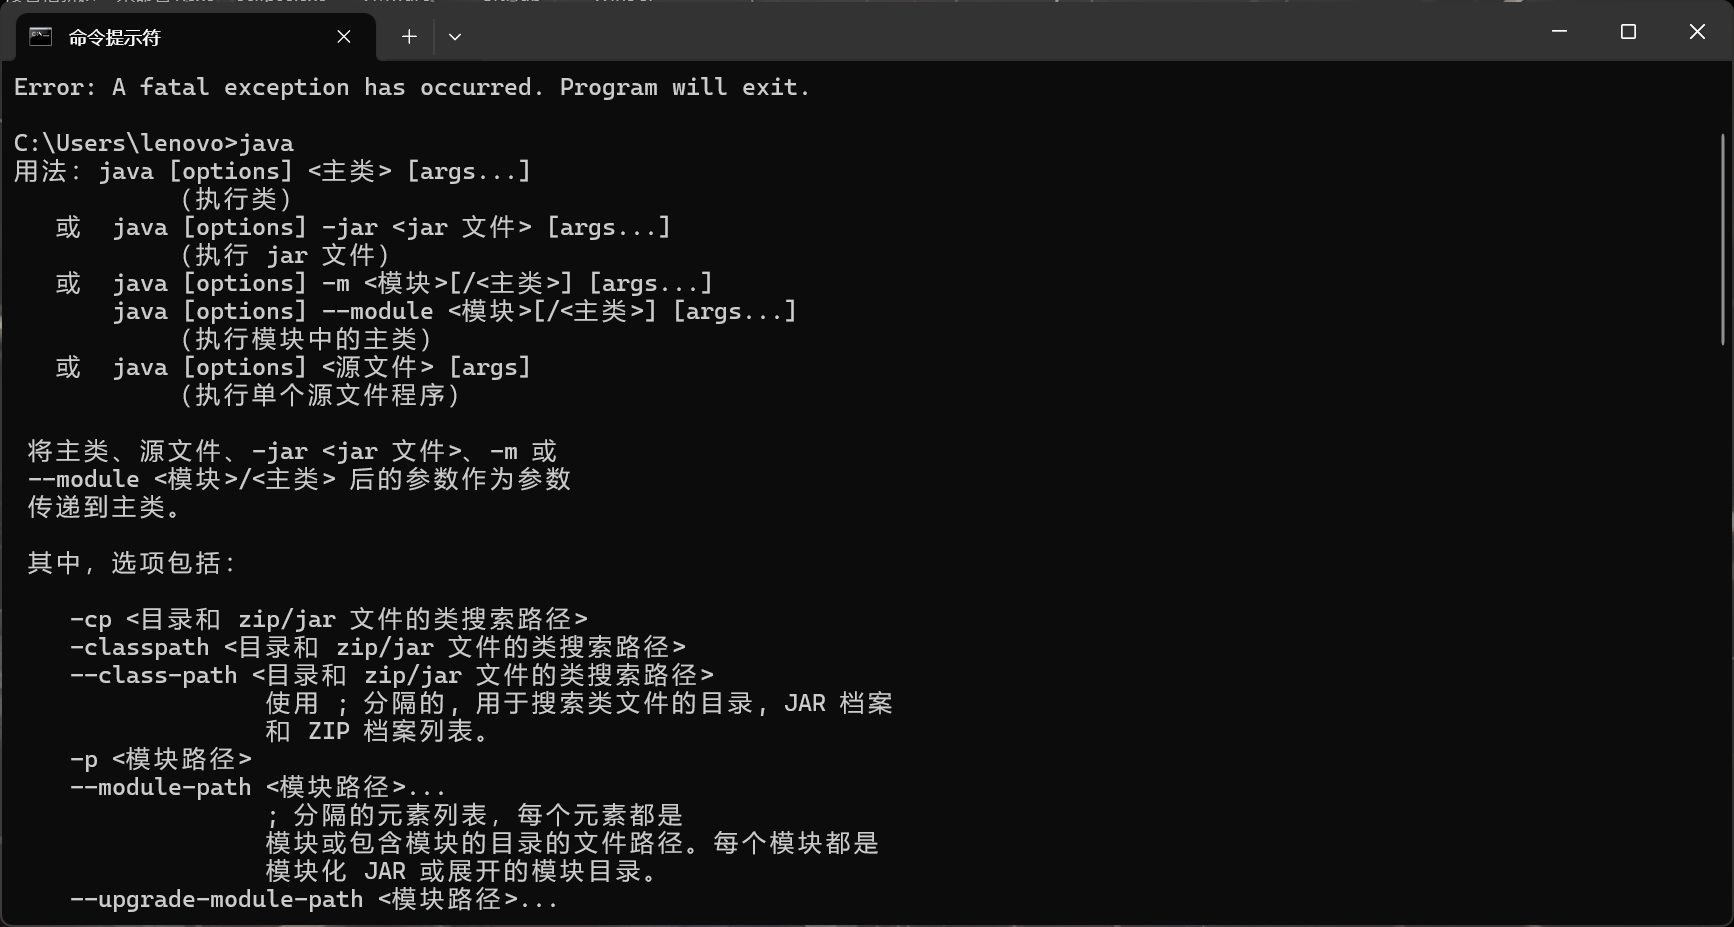 命令提示符
Error: A fatal exception has occurred. Program will exit.
C:\Users\lenovo>java
用法: java [options] <主类> [args...]
(执行类)
或 java [options] -jar <jar 文件> [args...]
(执行 jar 文件)
或 java [options] -m <模块>[/<主类>] [args...]
java [options] --module <模块>[/<主类>] [args...]
(执行模块中的主类)
或 java [options] <源文件> [args]
(执行单个源文件程序)
将主类、源文件、-jar <jar 文件>、-m 或
--module <模块>/<主类> 后的参数作为参数
传递到主类。
其中，选项包括:
-cp <目录和 zip/jar 文件的类搜索路径>
-classpath <目录和 zip/jar 文件的类搜索路径>
--class-path <目录和 zip/jar 文件的类搜索路径>
使用 ; 分隔的, 用于搜索类文件的目录, JAR 档案
和 ZIP 档案列表。
-p <模块路径>
--module-path <模块路径>...
; 分隔的元素列表, 每个元素都是
模块或包含模块的目录的文件路径。每个模块都是
模块化 JAR 或展开的模块目录。
--upgrade-module-path <模块路径>...